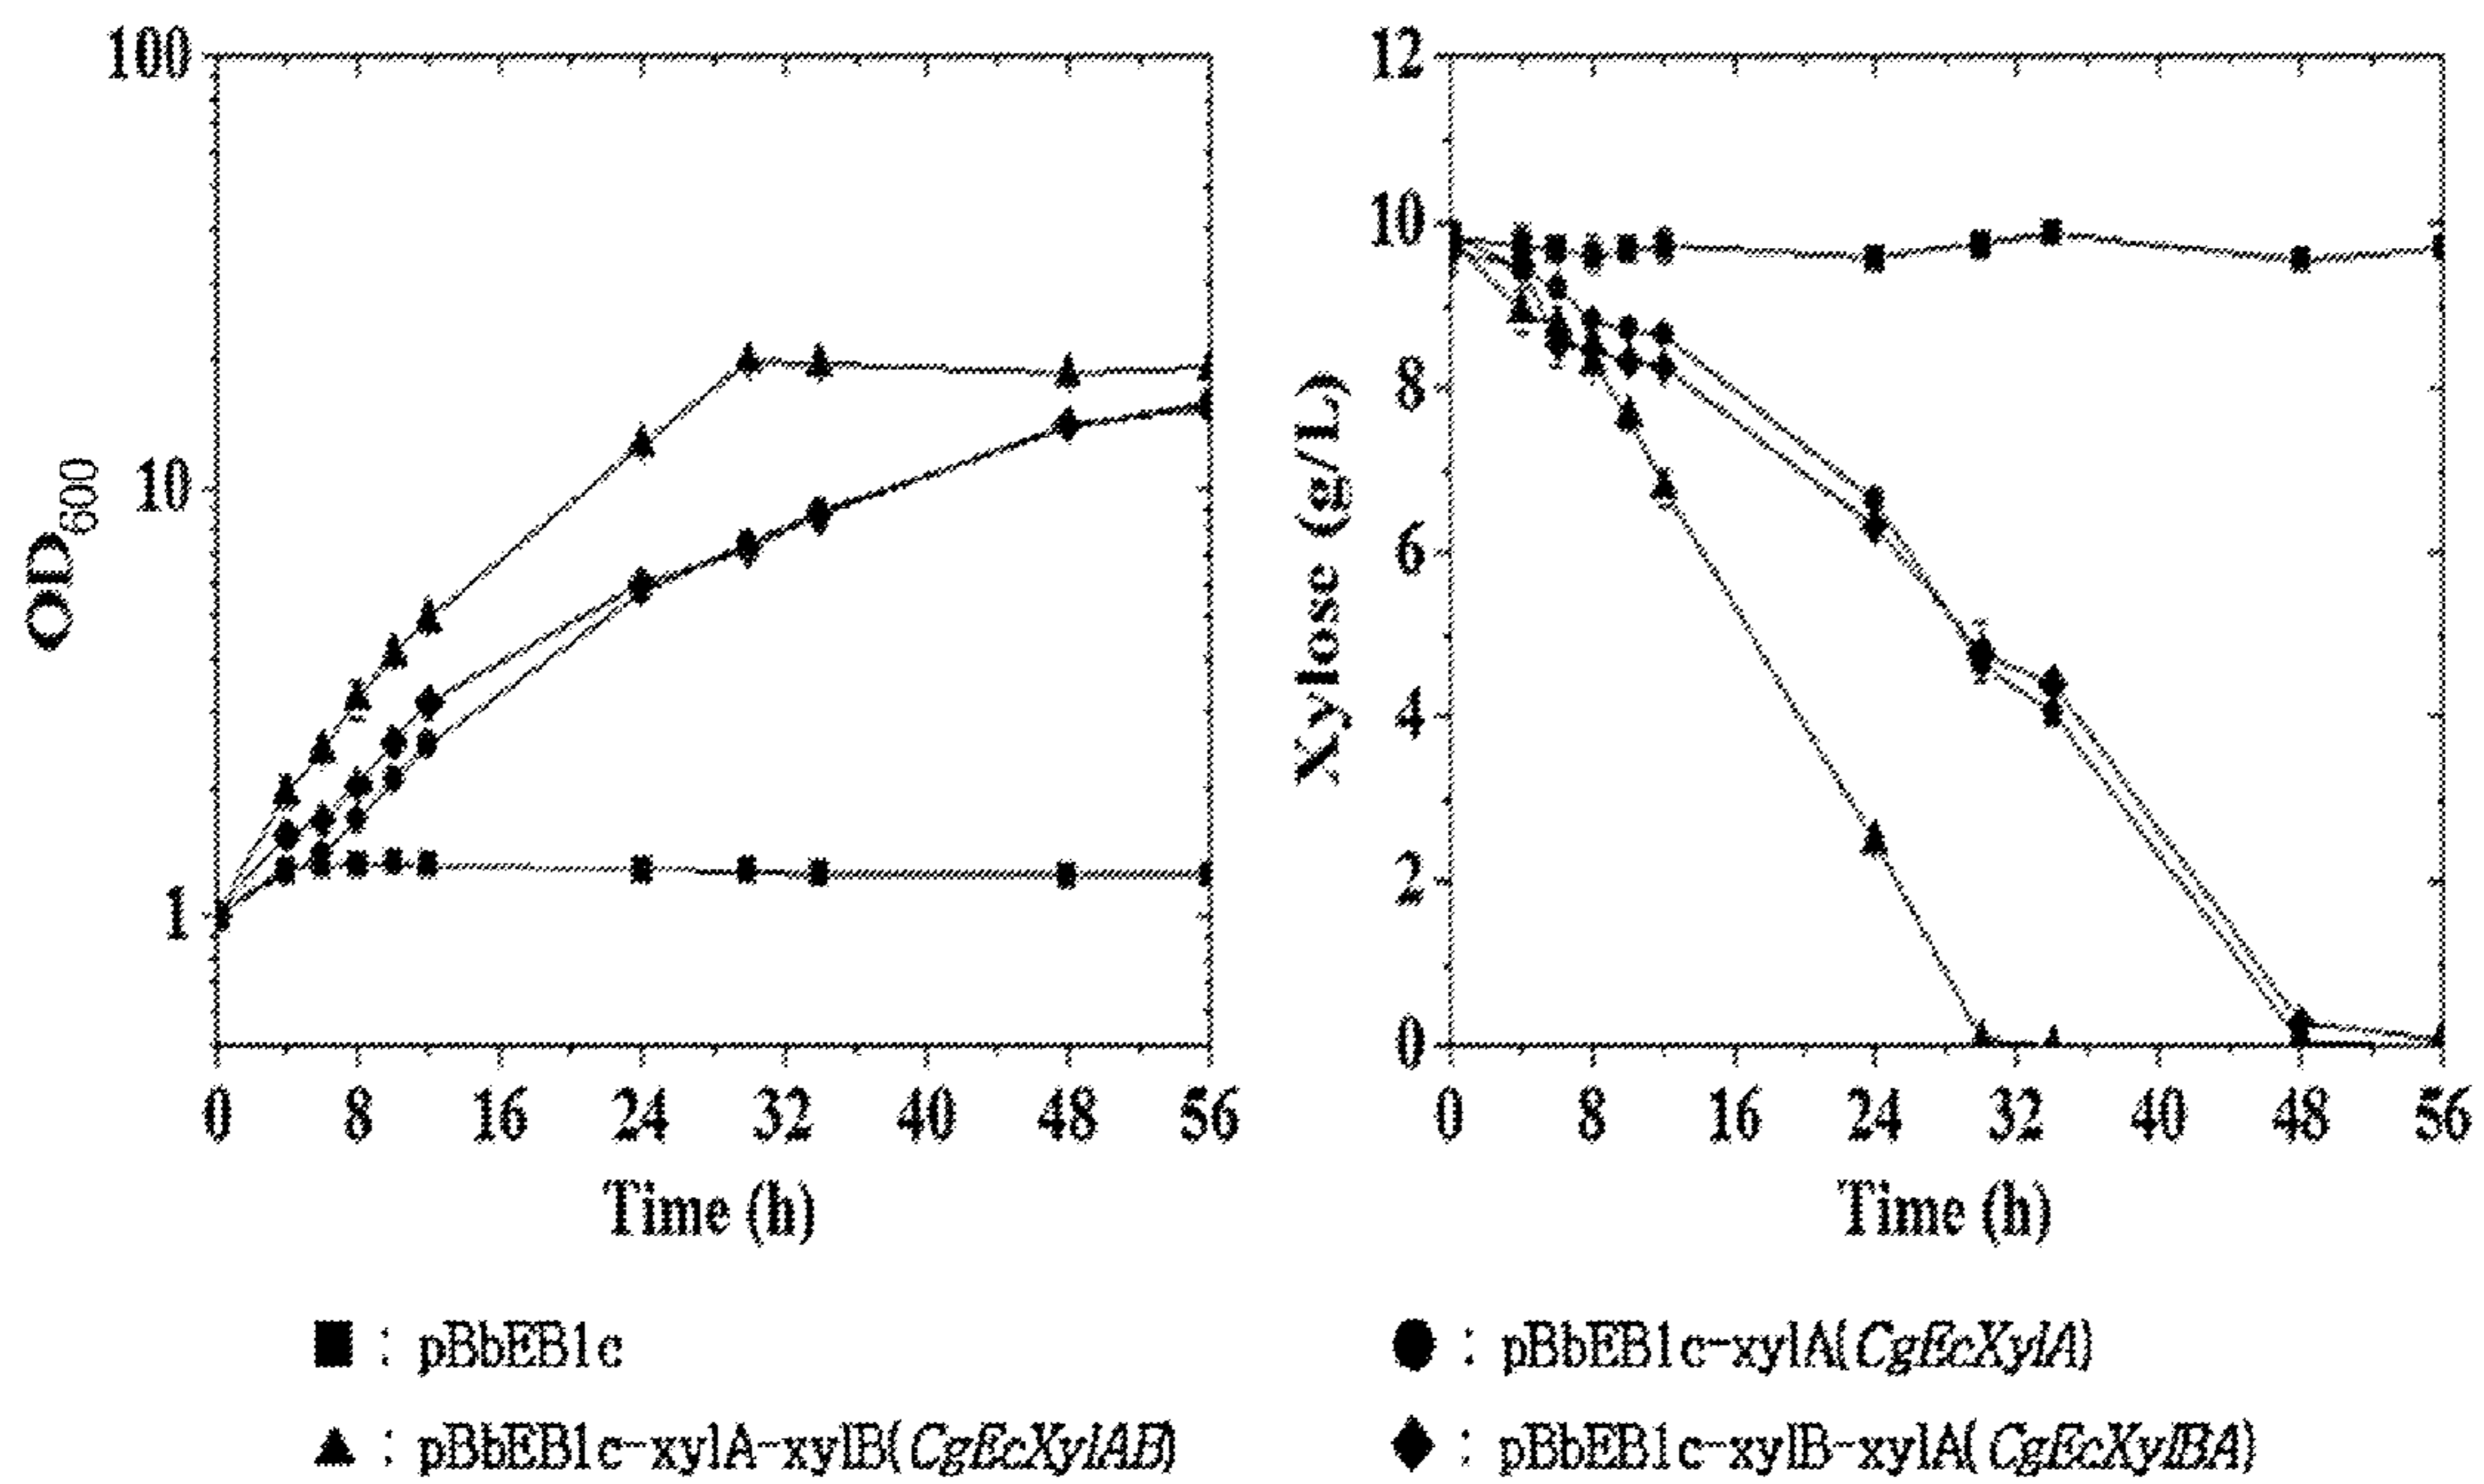 100
10
1
OD600
0 8 16 24 32 40 48 56
Time (h)
12
10
8
6
4
2
0
Xylose (g/L)
0 8 16 24 32 40 48 56
Time (h)
■ : pBbEB1c
● : pBbEB1c-xylA(CgEcXylA)
▲ : pBbEB1c-xylA-xylB(CgEcXylAB)
◆ : pBbEB1c-xylB-xylA(CgEcXylBA)